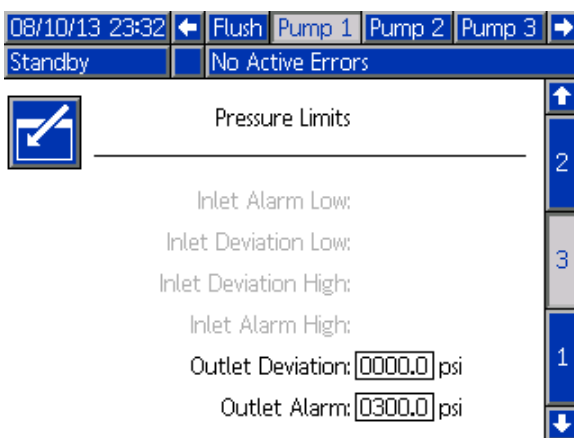 08/10/13 23:32 Flush Pump 1 Pump 2 Pump 3
Standby No Active Errors
Pressure Limits
2
Inlet Alarm Low:
Inlet Deviation Low:
3
Inlet Deviation High:
Inlet Alarm High:
1
Outlet Deviation: 0000.0 psi
Outlet Alarm: 0300.0 psi